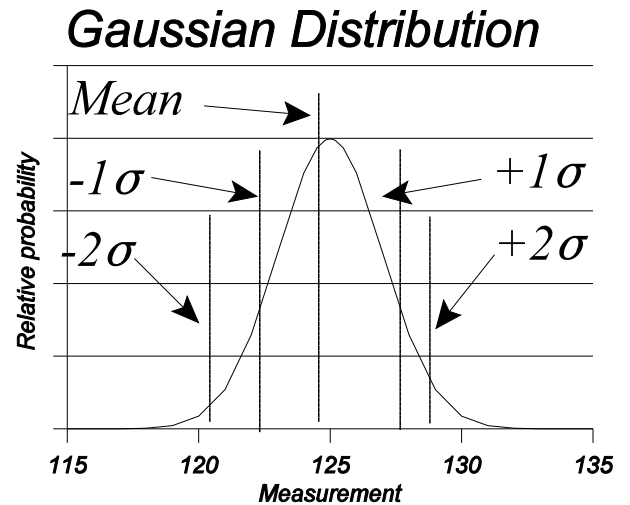 Gaussian Distribution
Mean
-1σ
+1σ
-2σ
+2σ
Relative probability
115 120 125 130 135
Measurement